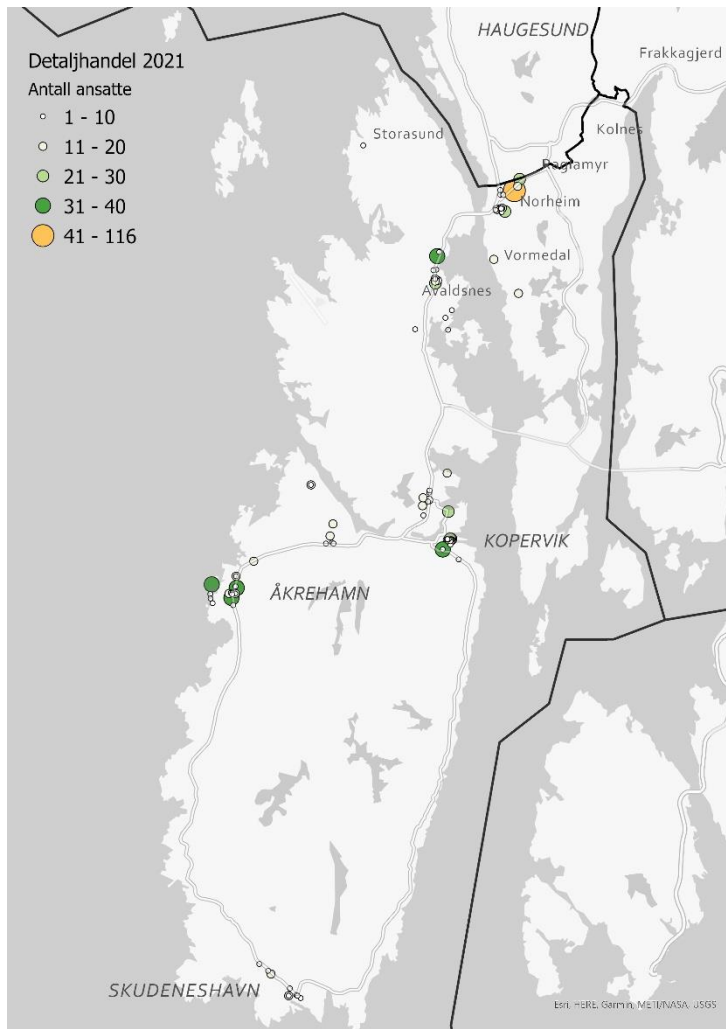 Detaljhandel 2021
Antall ansatte
1 - 10
11 - 20
21 - 30
31 - 40
41 - 116
HAUGESUND
Frakkagjerd
Kolnes
Storasund
Raglamyr
Norheim
Vormedal
Avaldsnes
KOPERVIK
ÅKREHAMN
SKUDENESHAVN
Esri, HERE, Garmin, METI/NASA, USGS